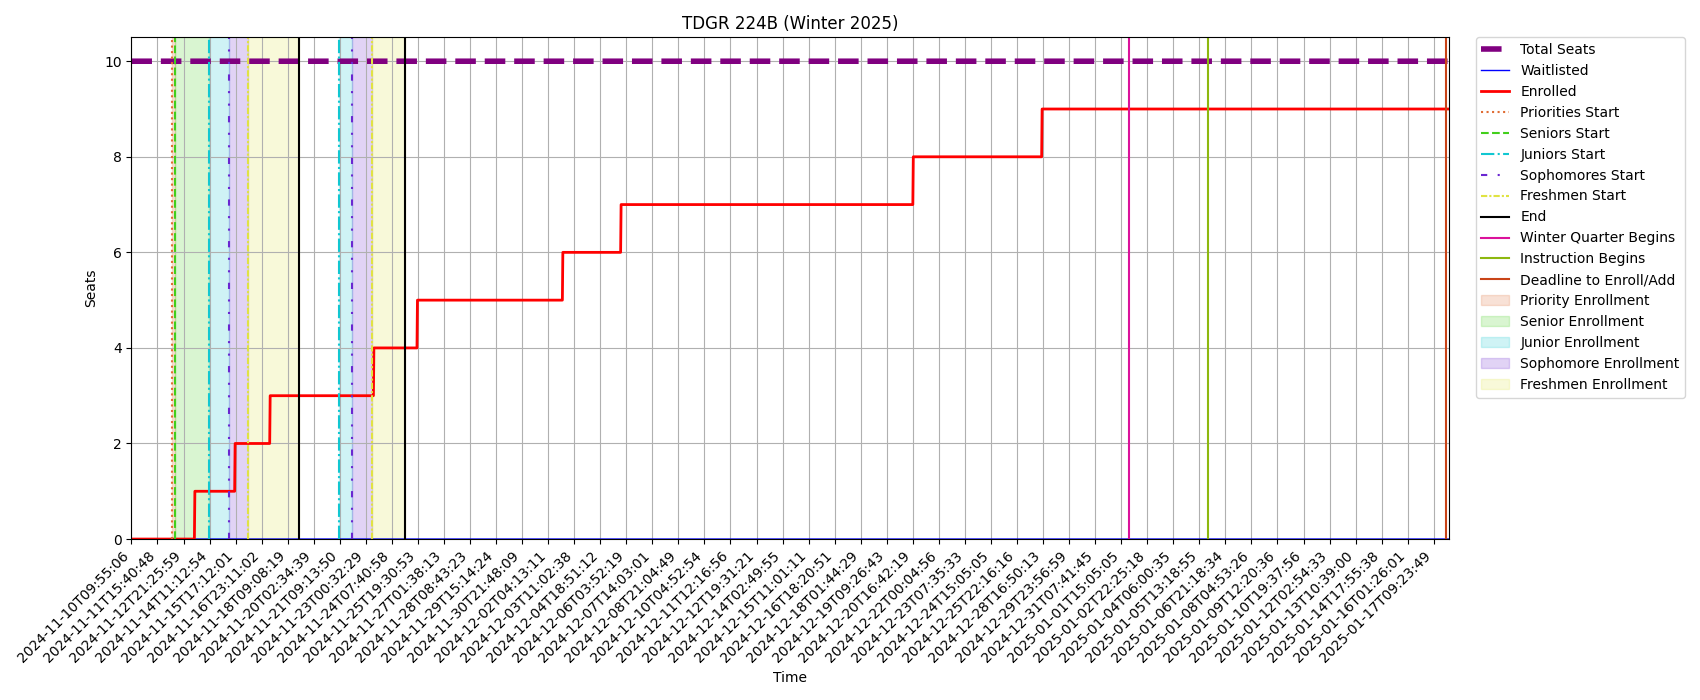 TDGR 224B (Winter 2025)
Seats
10
8
6
4
2
0
2024-11-10T09:55:06
2024-11-11T15:40:48
2024-11-12T21:25:59
2024-11-14T11:12:54
2024-11-15T17:12:01
2024-11-16T23:11:02
2024-11-18T09:08:19
2024-11-20T02:34:39
2024-11-21T09:13:50
2024-11-23T00:32:29
2024-11-24T07:40:58
2024-11-25T19:30:53
2024-11-27T01:38:13
2024-11-28T08:43:23
2024-11-29T15:14:24
2024-11-30T21:48:09
2024-12-02T04:13:11
2024-12-03T11:02:38
2024-12-04T18:51:12
2024-12-06T03:52:19
2024-12-07T14:03:01
2024-12-08T21:04:49
2024-12-10T04:52:54
2024-12-11T12:16:56
2024-12-12T19:31:21
2024-12-14T02:49:55
2024-12-15T11:01:11
2024-12-16T18:20:51
2024-12-18T01:44:29
2024-12-19T09:26:43
2024-12-20T16:42:19
2024-12-22T00:04:56
2024-12-23T07:35:33
2024-12-24T15:05:05
2024-12-25T22:16:16
2024-12-28T16:50:13
2024-12-29T23:56:59
2024-12-31T07:41:45
2025-01-01T15:05:05
2025-01-02T22:25:18
2025-01-04T06:00:35
2025-01-05T13:18:55
2025-01-06T21:18:34
2025-01-08T04:53:26
2025-01-09T12:20:36
2025-01-10T19:37:56
2025-01-12T02:54:33
2025-01-13T10:39:00
2025-01-14T17:55:38
2025-01-16T01:26:01
2025-01-17T09:23:49
Time
Total Seats
Waitlisted
Enrolled
Priorities Start
Seniors Start
Juniors Start
Sophomores Start
Freshmen Start
End
Winter Quarter Begins
Instruction Begins
Deadline to Enroll/Add
Priority Enrollment
Senior Enrollment
Junior Enrollment
Sophomore Enrollment
Freshmen Enrollment